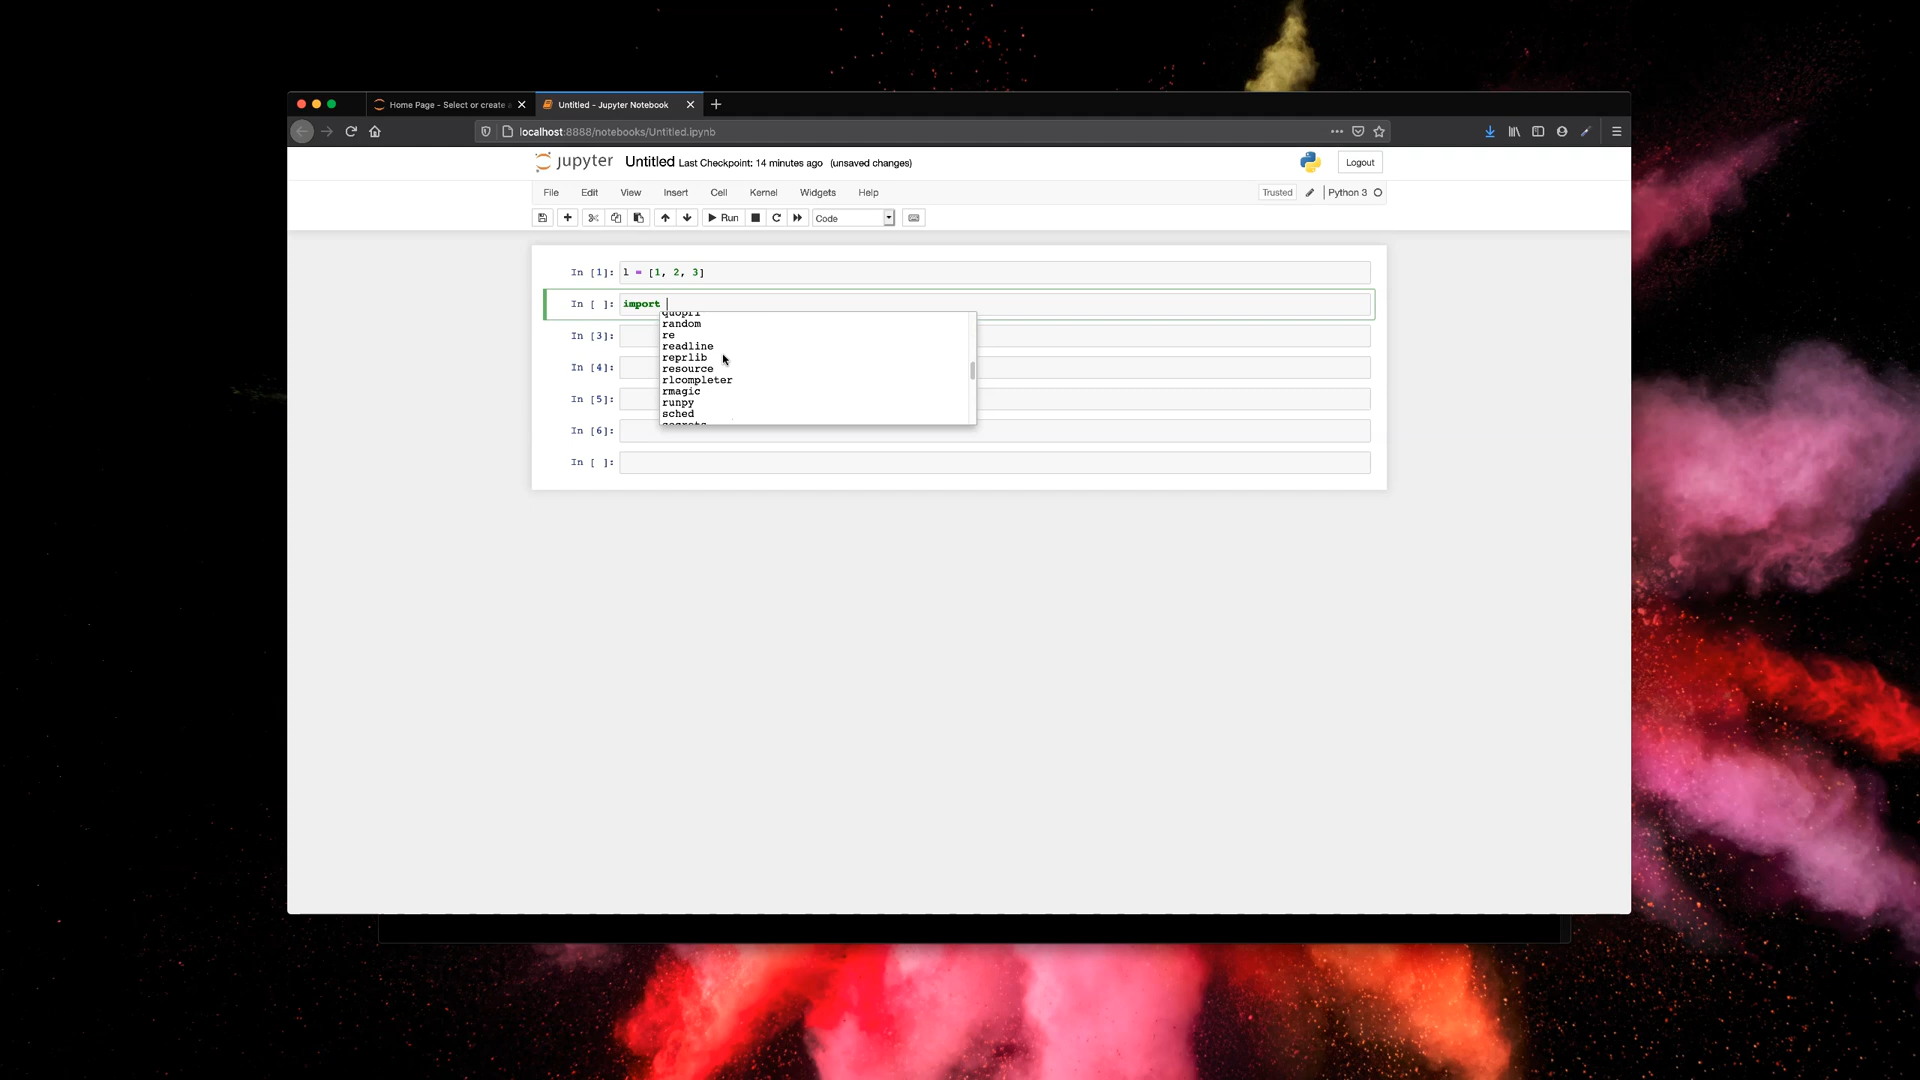 Home Page - Select or create a
Untitled - Jupyter Notebook
localhost:8888/notebooks/Untitled.ipynb
jupyter Untitled Last Checkpoint: 14 minutes ago (unsaved changes)
Logout
File Edit View Insert Cell Kernel Widgets Help
Trusted Python 3
Run Code
In [1]: l = [1, 2, 3]
In [ ]: import
quopri
random
re
In [3]:
readline
reprlib
resource
In [4]:
rlcompleter
rmagic
In [5]:
runpy
sched
secrets
In [6]:
In [ ]: